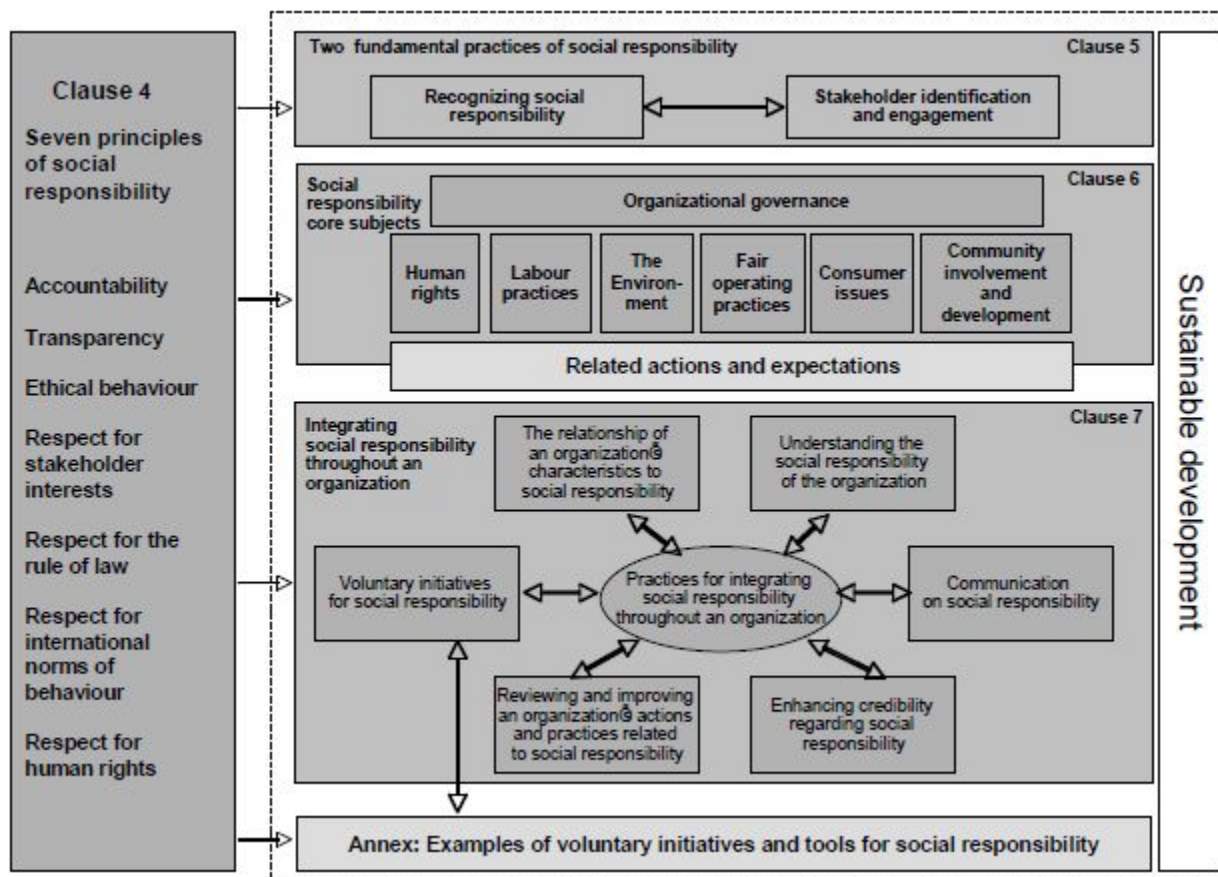 Clause 4
Seven principles
of social
responsibility
Accountability
Transparency
Ethical behaviour
Respect for
stakeholder
interests
Respect for the
rule of law
Respect for
international
norms of
behaviour
Respect for
human rights
Two fundamental practices of social responsibility
Clause 5
Recognizing social
responsibility
Stakeholder identification
and engagement
Social
responsibility
core subjects
Clause 6
Organizational governance
Human
rights
Labour
practices
The
Environ-
ment
Fair
operating
practices
Consumer
issues
Community
involvement
and
development
Related actions and expectations
Integrating
social responsibility
throughout an
organization
Clause 7
The relationship of
an organization® characteristics to
social responsibility
Understanding the
social responsibility
of the organization
Voluntary initiatives
for social responsibility
Practices for integrating
social responsibility
throughout an organization
Communication
on social responsibility
Reviewing and improving
an organization® actions
and practices related
to social responsibility
Enhancing credibility
regarding social
responsibility
Annex: Examples of voluntary initiatives and tools for social responsibility
Sustainable development